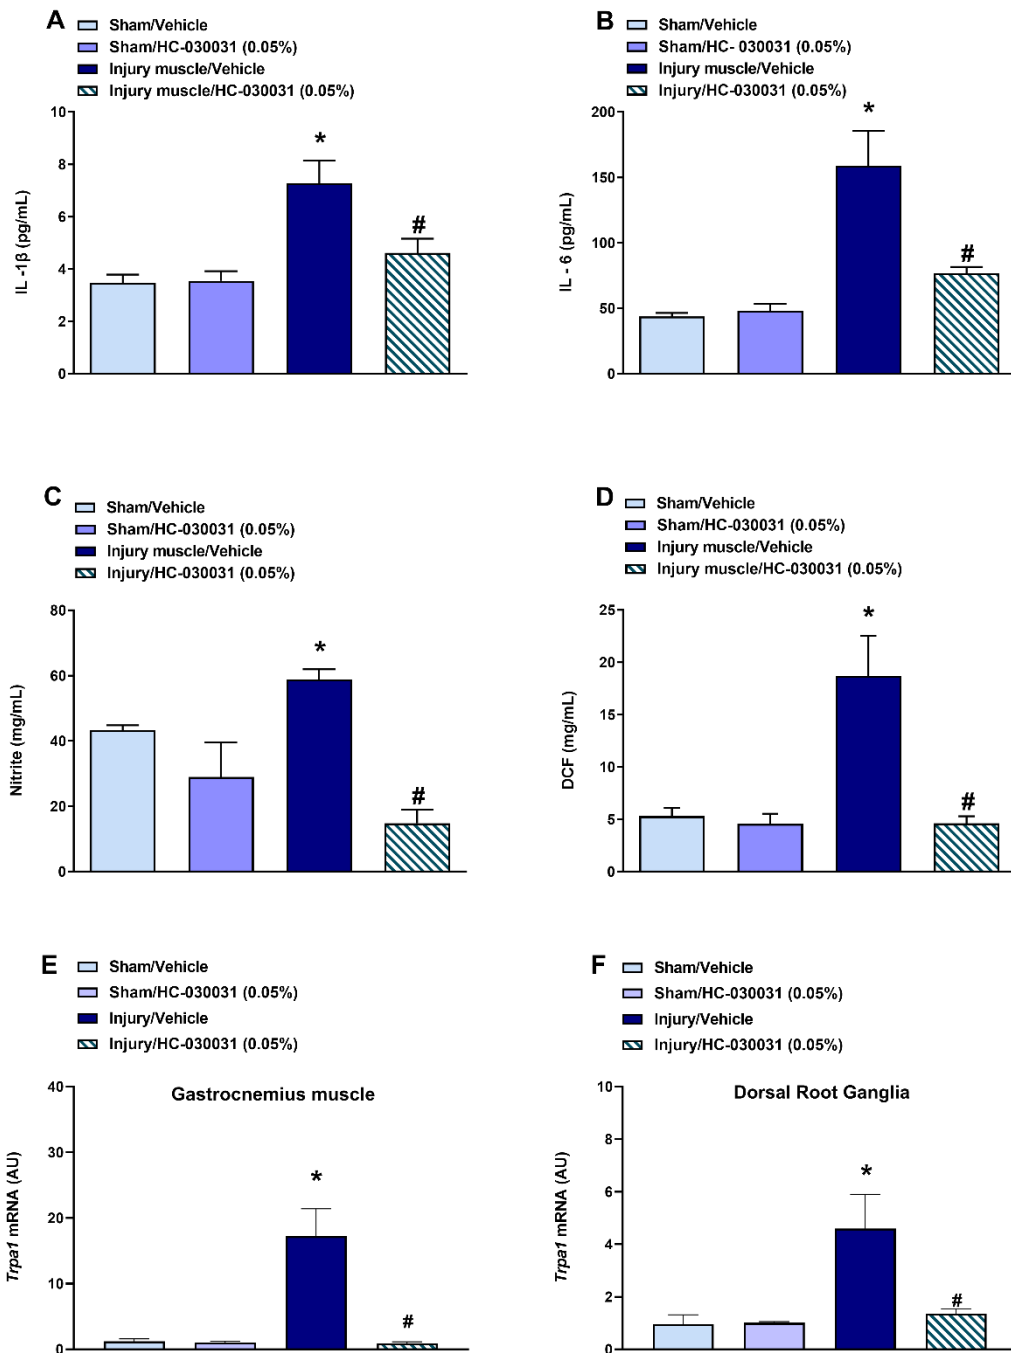 A
Sham/Vehicle
Sham/HC-030031 (0.05%)
Injury muscle/Vehicle
Injury muscle/HC-030031 (0.05%)
IL -1β (pg/mL)
10
8
6
4
2
0
*
#
B
Sham/Vehicle
Sham/HC- 030031 (0.05%)
Injury muscle/Vehicle
Injury/HC-030031 (0.05%)
IL - 6 (pg/mL)
200
150
100
50
0
*
#
C
Sham/Vehicle
Sham/HC-030031 (0.05%)
Injury muscle/Vehicle
Injury/HC-030031 (0.05%)
Nitrite (mg/mL)
80
60
40
20
0
*
#
D
Sham/Vehicle
Sham/HC-030031 (0.05%)
Injury muscle/Vehicle
Injury muscle/HC-030031 (0.05%)
DCF (mg/mL)
25
20
15
10
5
0
*
#
E
Sham/Vehicle
Sham/HC-030031 (0.05%)
Injury/Vehicle
Injury/HC-030031 (0.05%)
Gastrocnemius muscle
Trpa1 mRNA (AU)
40
30
20
10
0
*
#
F
Sham/Vehicle
Sham/HC-030031 (0.05%)
Injury/Vehicle
Injury/HC-030031 (0.05%)
Dorsal Root Ganglia
Trpa1 mRNA (AU)
10
8
6
4
2
0
*
#